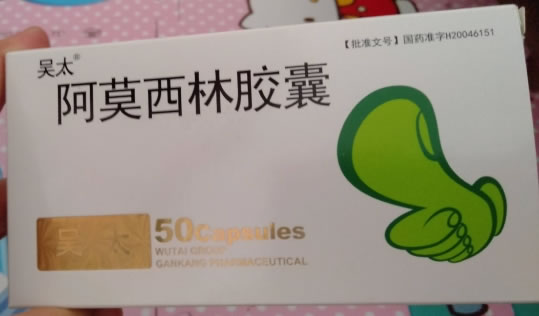 【批准文号】国药准字H20046151
吴太®
阿莫西林胶囊
吴太
50Capsules
WUTAI GROUP
GANKANG PHARMACEUTICAL